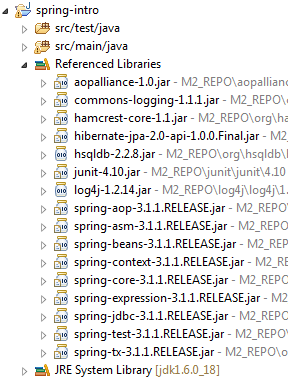 spring-intro
src/test/java
src/main/java
Referenced Libraries
aopalliance-1.0.jar - M2_REPO\aopallianc
commons-logging-1.1.1.jar - M2_REPO\
hamcrest-core-1.1.jar - M2_REPO\org\ha
hibernate-jpa-2.0-api-1.0.0.Final.jar - M2
hsqldb-2.2.8.jar - M2_REPO\org\hsqldb\h
junit-4.10.jar - M2_REPO\junit\junit\4.10
log4j-1.2.14.jar - M2_REPO\log4j\log4j\1.
spring-aop-3.1.1.RELEASE.jar - M2_REPO
spring-asm-3.1.1.RELEASE.jar - M2_REPO
spring-beans-3.1.1.RELEASE.jar - M2_REP
spring-context-3.1.1.RELEASE.jar - M2_R
spring-core-3.1.1.RELEASE.jar - M2_REPO
spring-expression-3.1.1.RELEASE.jar - M2
spring-jdbc-3.1.1.RELEASE.jar - M2_REPO
spring-test-3.1.1.RELEASE.jar - M2_REPO
spring-tx-3.1.1.RELEASE.jar - M2_REPO\o
JRE System Library [jdk1.6.0_18]